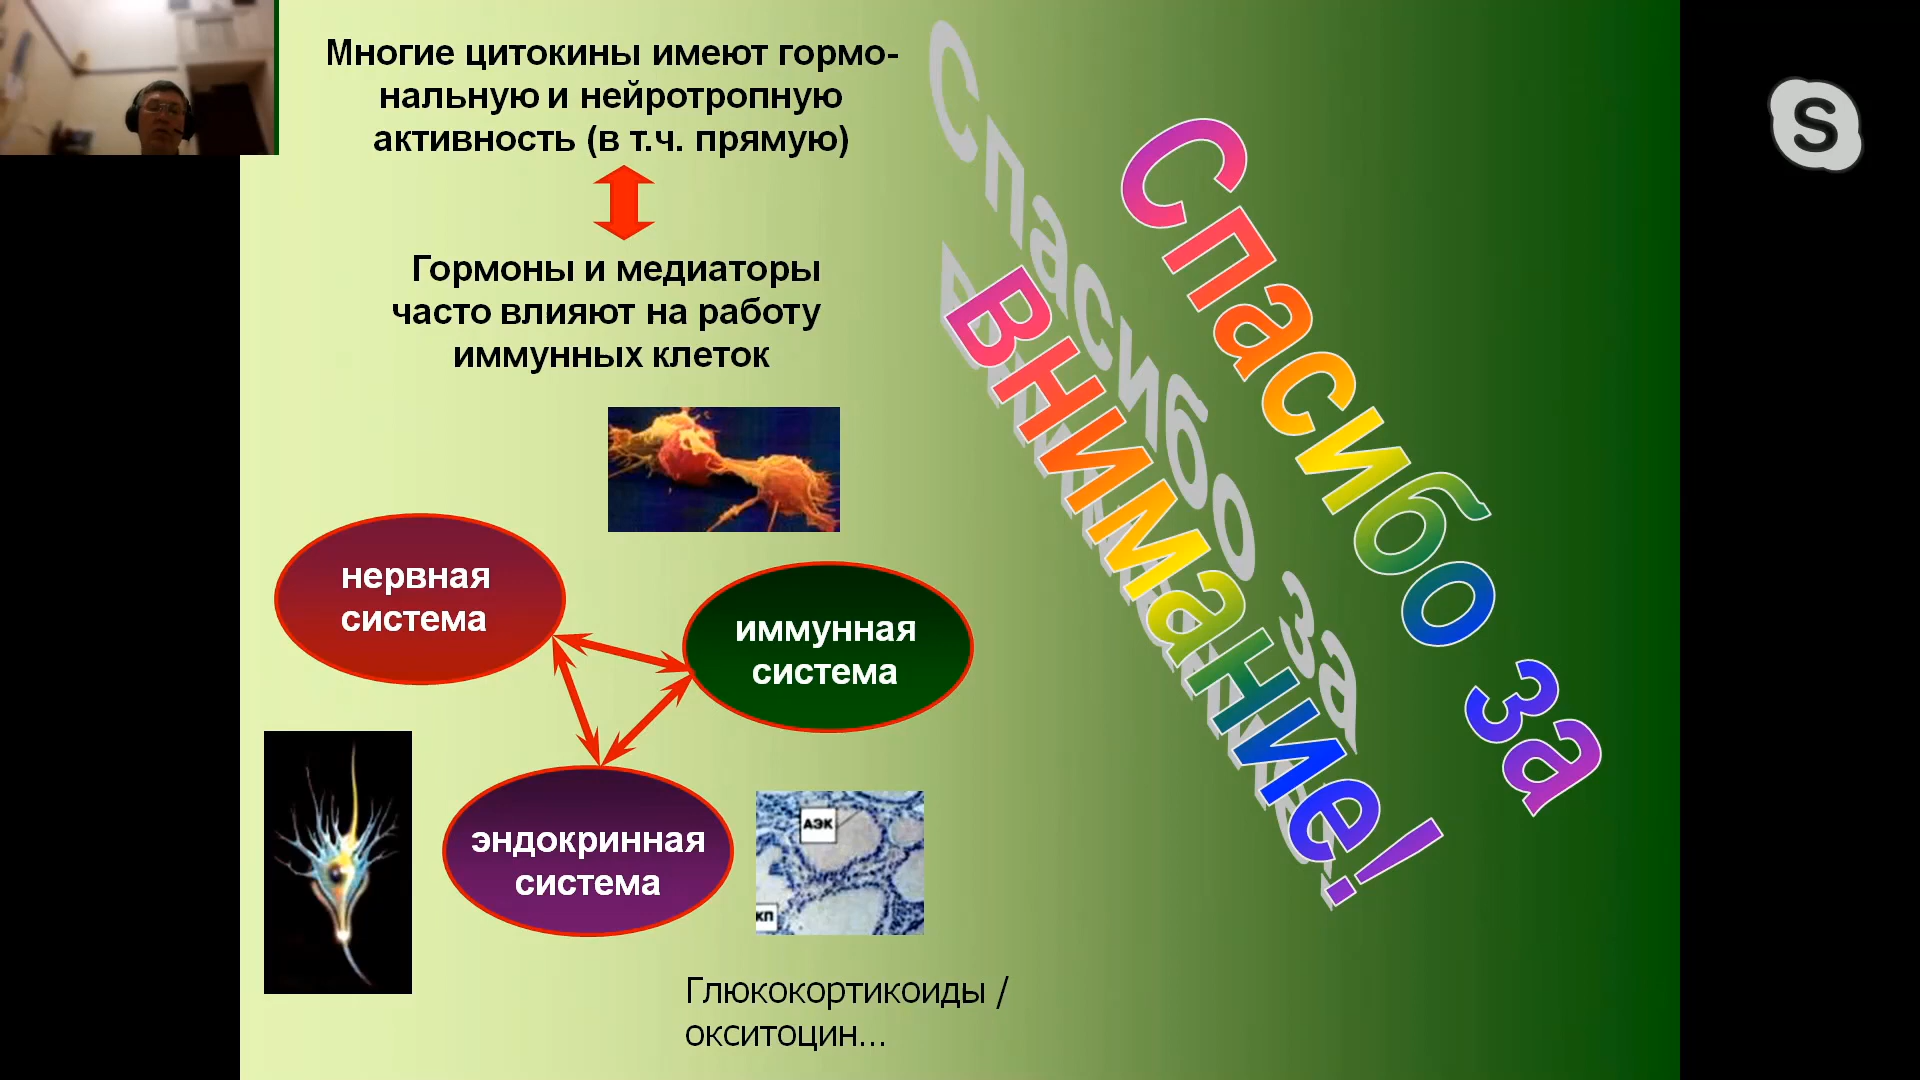 Многие цитокины имеют гормо-
нальную и нейротропную
активность (в т.ч. прямую)
Гормоны и медиаторы
часто влияют на работу
иммунных клеток
нервная
система
иммунная
система
эндокринная
система
АЭК
КП
Глюкокортикоиды /
окситоцин...
Спасибо за
внимание!
S